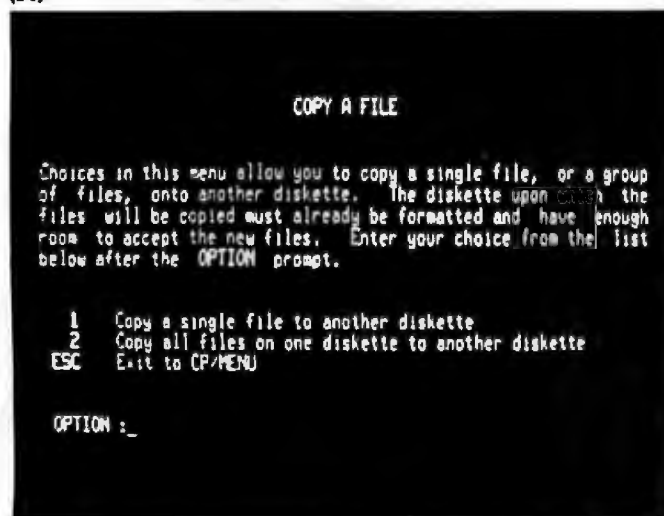 COPY A FILE
Choices in this menu allow you to copy a single file, or a group
of files, onto another diskette. The diskette upon the
files will be copied must already be formatted and have enough
room to accept the new files. Enter your choice from the list
below after the OPTION prompt.
1 Copy a single file to another diskette
2 Copy all files on one diskette to another diskette
ESC Exit to CP/MENU
OPTION :_